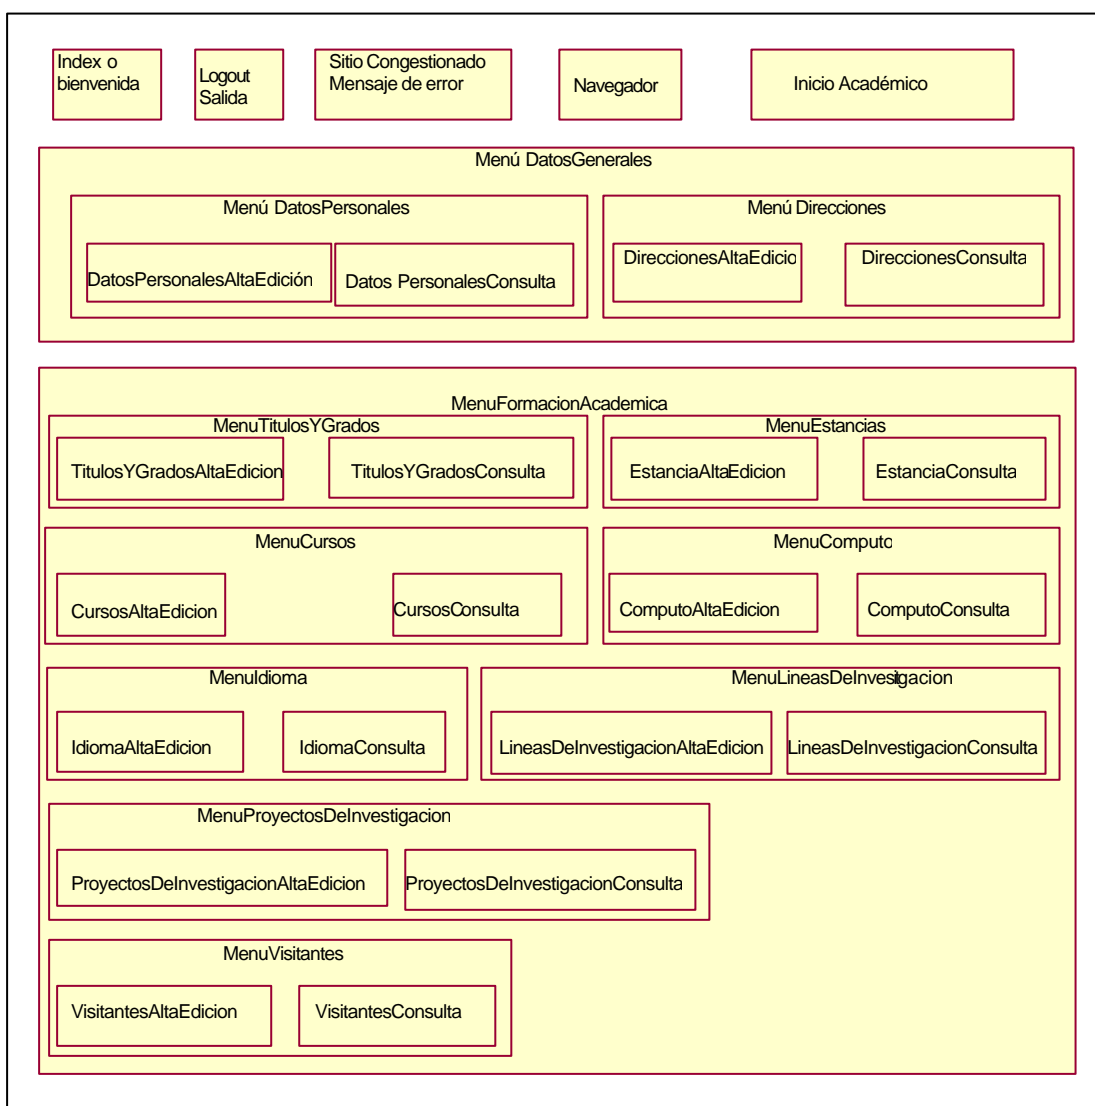 Index o
bienvenida
Logout
Salida
Sitio Congestionado
Mensaje de error
Navegador
Inicio Académico
Menú DatosGenerales
Menú DatosPersonales
Menú Direcciones
DatosPersonalesAltaEdición
Datos PersonalesConsulta
DireccionesAltaEdicio
DireccionesConsulta
MenuFormacionAcademica
MenuTitulosYGrados
MenuEstancias
TitulosYGradosAltaEdicion
TitulosYGradosConsulta
EstanciaAltaEdicion
EstanciaConsulta
MenuCursos
MenuComputo
CursosAltaEdicion
CursosConsulta
ComputoAltaEdicion
ComputoConsulta
MenuIdioma
MenuLineasDeInvestigacion
IdiomaAltaEdicion
IdiomaConsulta
LineasDeInvestigacionAltaEdicion
LineasDeInvestigacionConsulta
MenuProyectosDeInvestigacion
ProyectosDeInvestigacionAltaEdicion
ProyectosDeInvestigacionConsulta
MenuVisitantes
VisitantesAltaEdicion
VisitantesConsulta